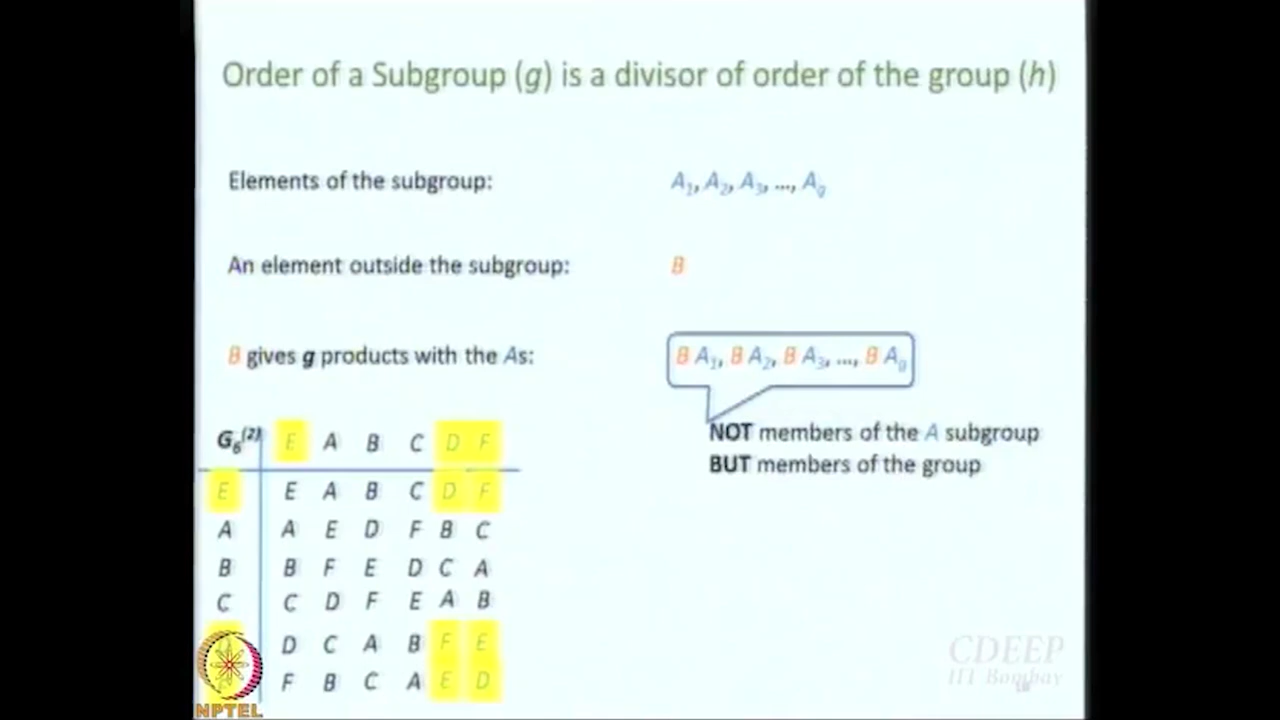 Order of a Subgroup (g) is a divisor of order of the group (h)
Elements of the subgroup: A₁, A₂, A₃, ..., A_g
An element outside the subgroup: B
B gives g products with the As: B A₁, B A₂, B A₃, ..., B A_g
NOT members of the A subgroup
BUT members of the group
G₆⁽²⁾ E A B C D F
E E A B C D F
A A E D F B C
B B F E D C A
C C D F E A B
D C A B F E
F B C A E D
NPTEL
CDEEP
IIT Bombay